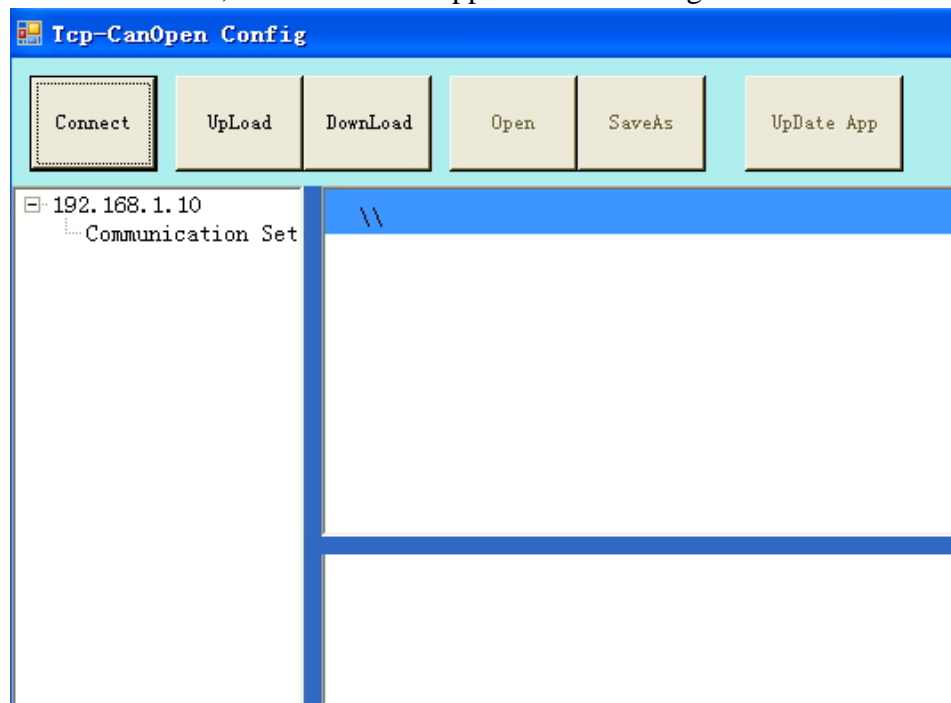 Tcp-CanOpen Config
Connect UpLoad DownLoad Open SaveAs UpDate App
192.168.1.10
Communication Set
\\